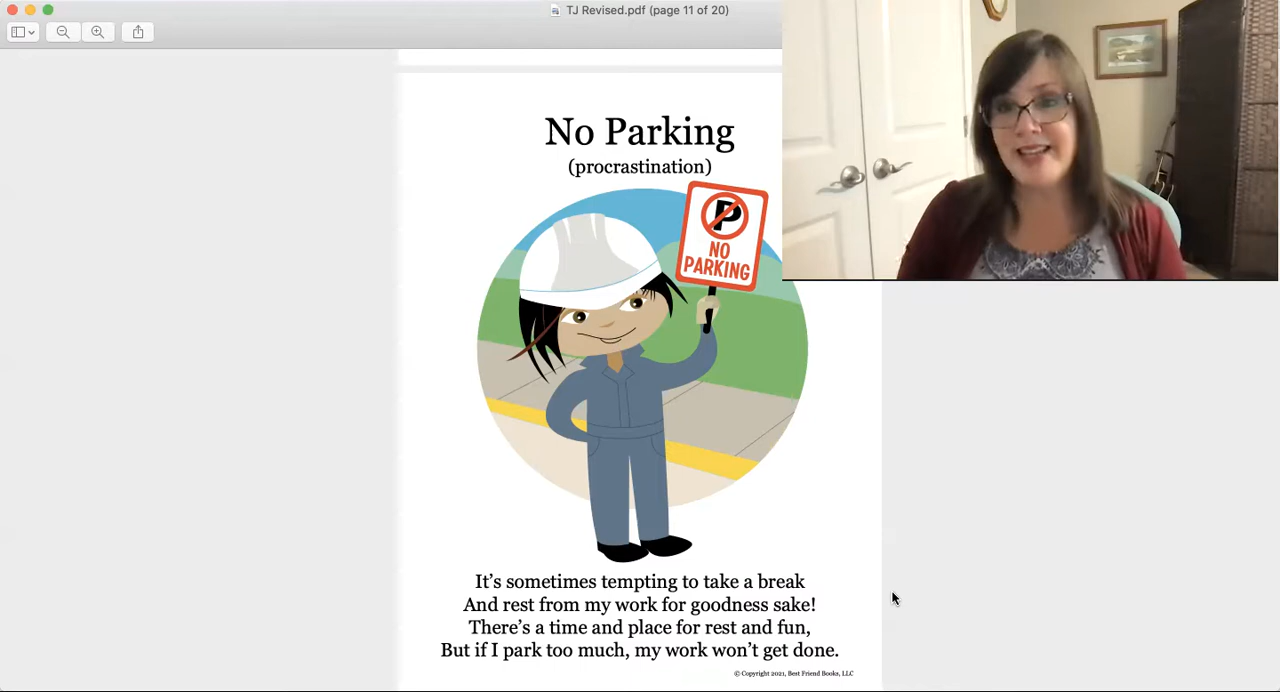 TJ Revised.pdf (page 11 of 20)
No Parking
(procrastination)
P
NO
PARKING
It's sometimes tempting to take a break
And rest from my work for goodness sake!
There's a time and place for rest and fun,
But if I park too much, my work won't get done.
© Copyright 2021, Best Friend Books, LLC